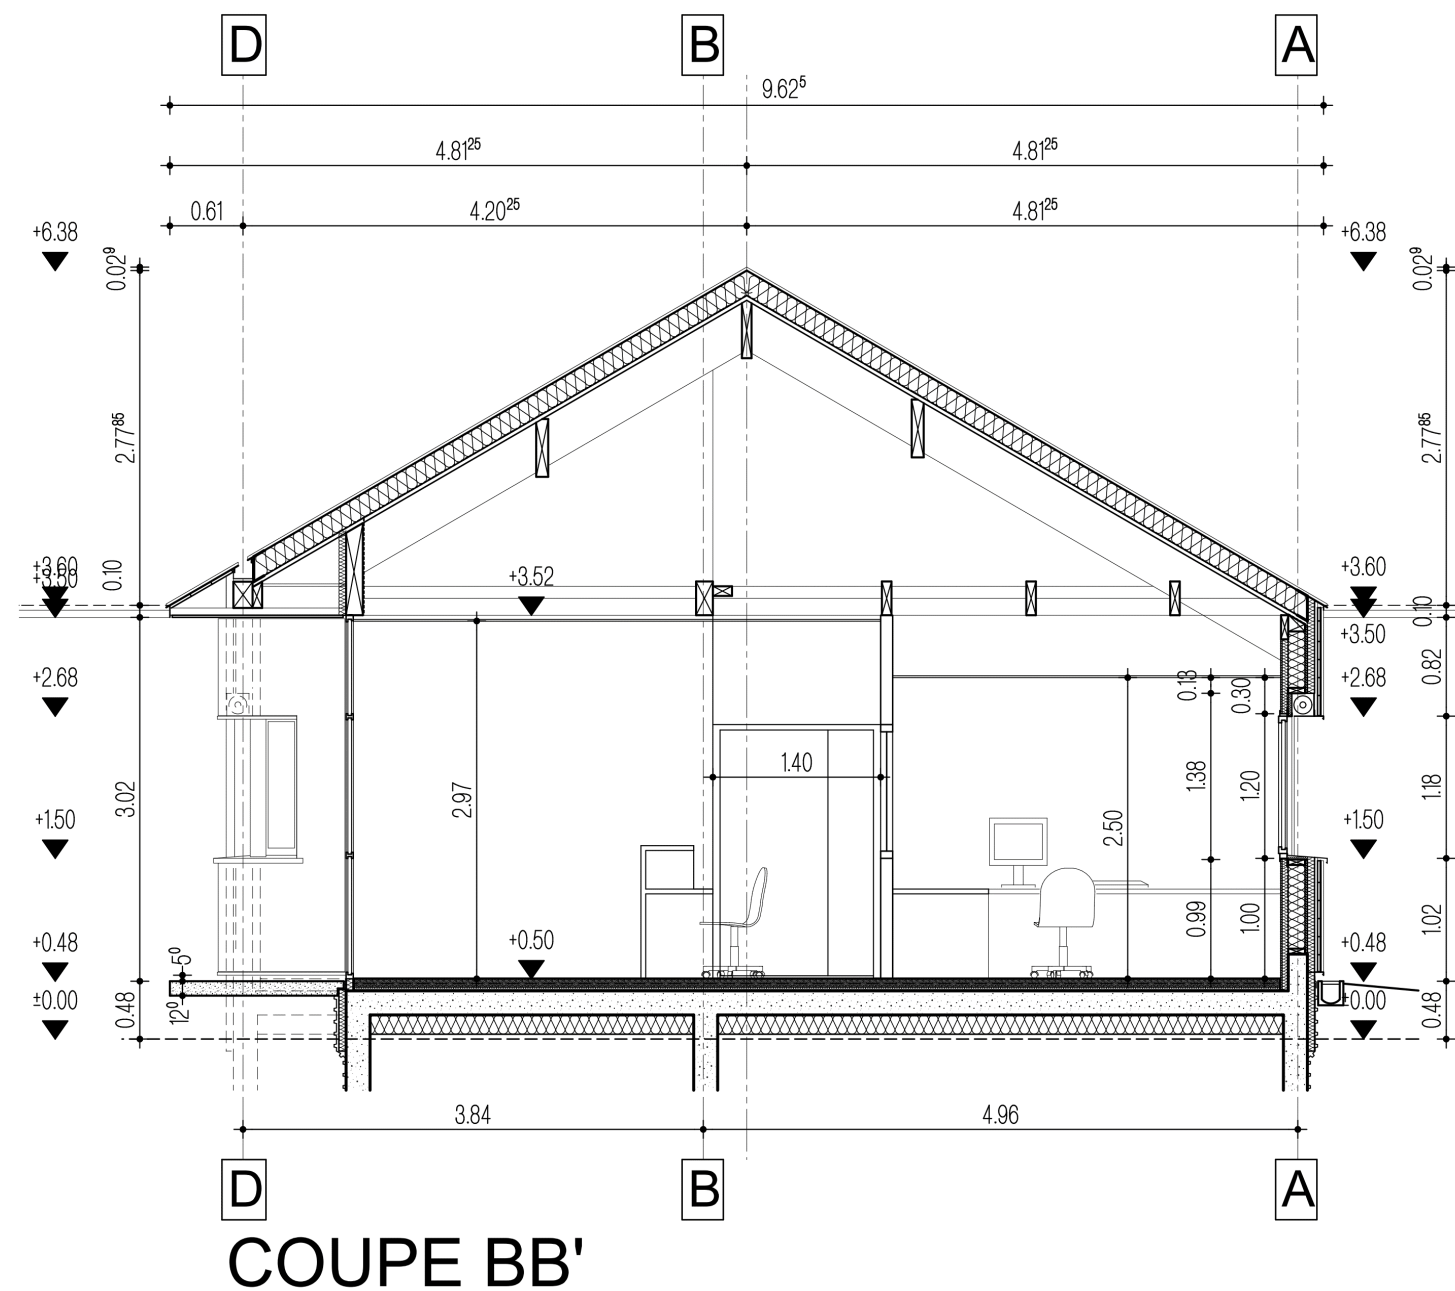 D B A
9.62⁵
4.81²⁵ 4.81²⁵
0.61 4.20²⁵ 4.81²⁵
+6.38 +6.38
0.02⁹ 0.02⁹
2.77⁸⁵ 2.77⁸⁵
+3.60 +3.52 +3.60
+3.50 0.10 0.10
+3.50
+2.68 0.13 0.30 0.82 +2.68
3.02 2.97 1.40 1.38 1.20 1.18
+1.50 2.50 +1.50
0.99 1.00 1.02
+0.48 +0.50 +0.48
5⁰
±0.00 0.48 12⁰ ±0.00 0.48
3.84 4.96
D B A
COUPE BB'